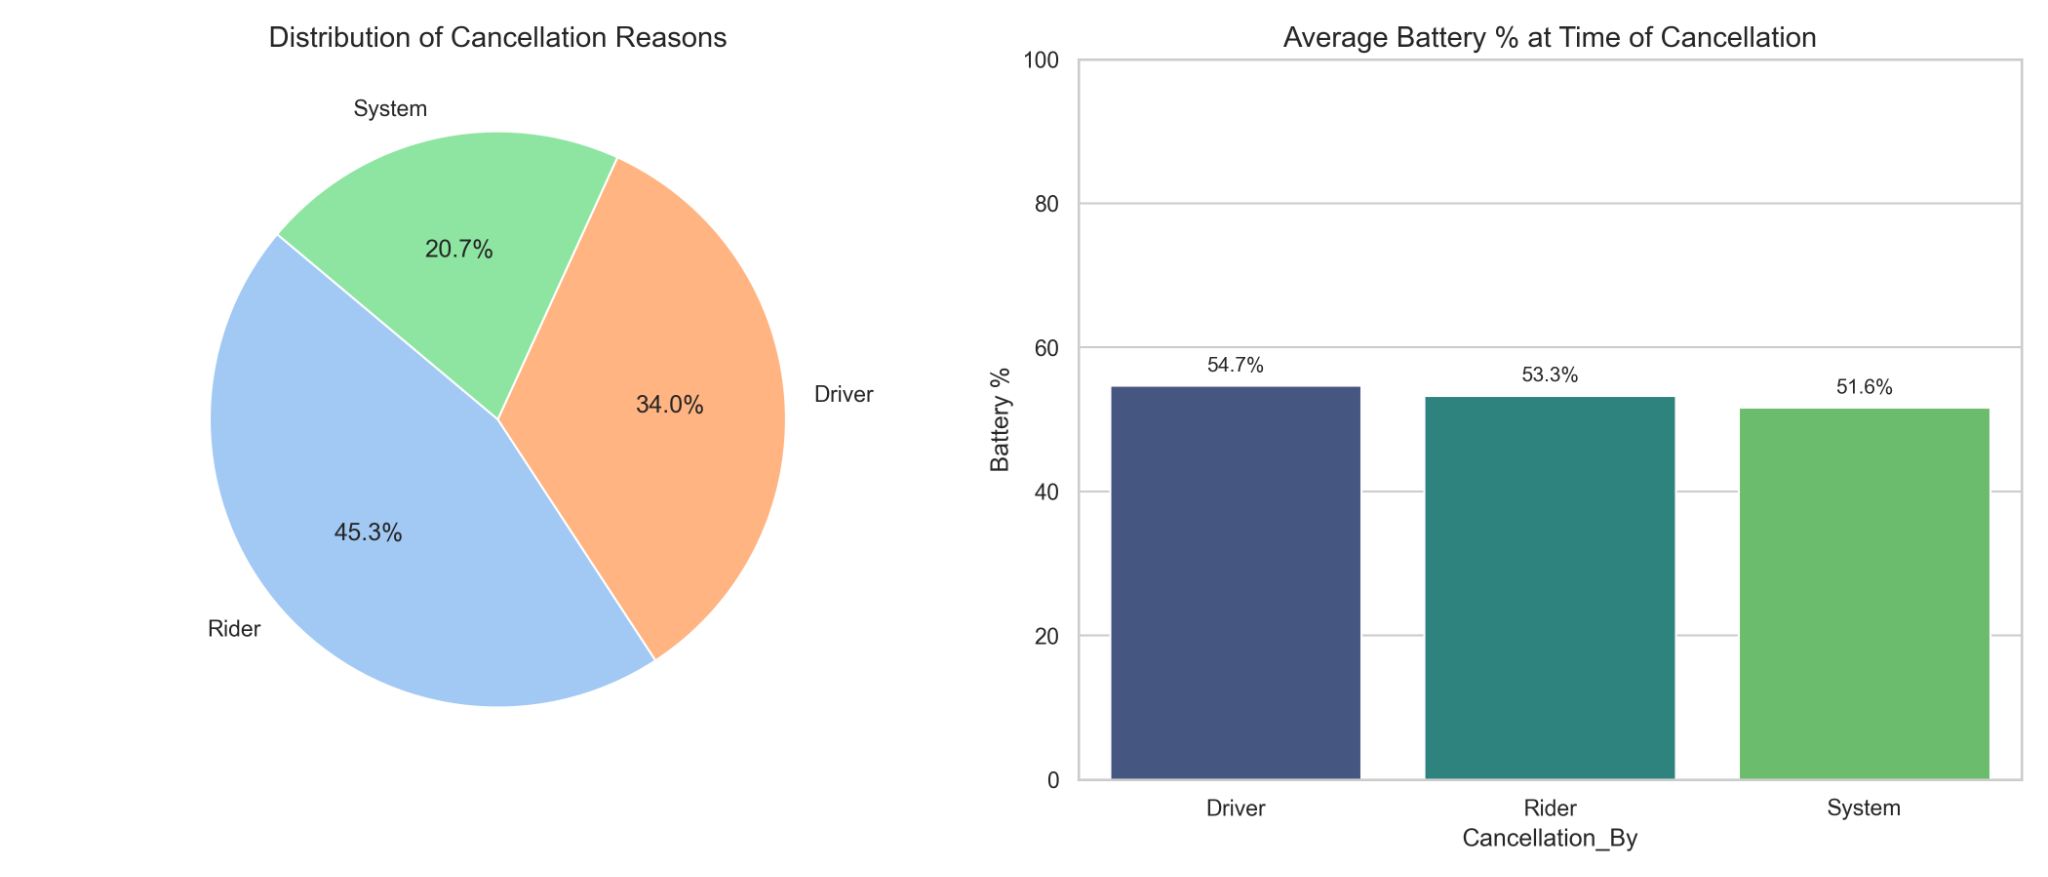 Distribution of Cancellation Reasons
System
20.7%
34.0%
Driver
45.3%
Rider
Average Battery % at Time of Cancellation
100
80
60
40
20
0
Battery %
54.7%
53.3%
51.6%
Driver
Rider
System
Cancellation_By